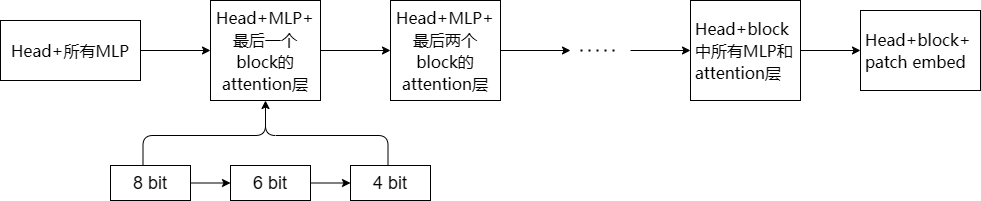 Head+所有MLP
Head+MLP+
最后一个
block的
attention层
Head+MLP+
最后两个
block的
attention层
·····
Head+block
中所有MLP和
attention层
Head+block+
patch embed
8 bit
6 bit
4 bit